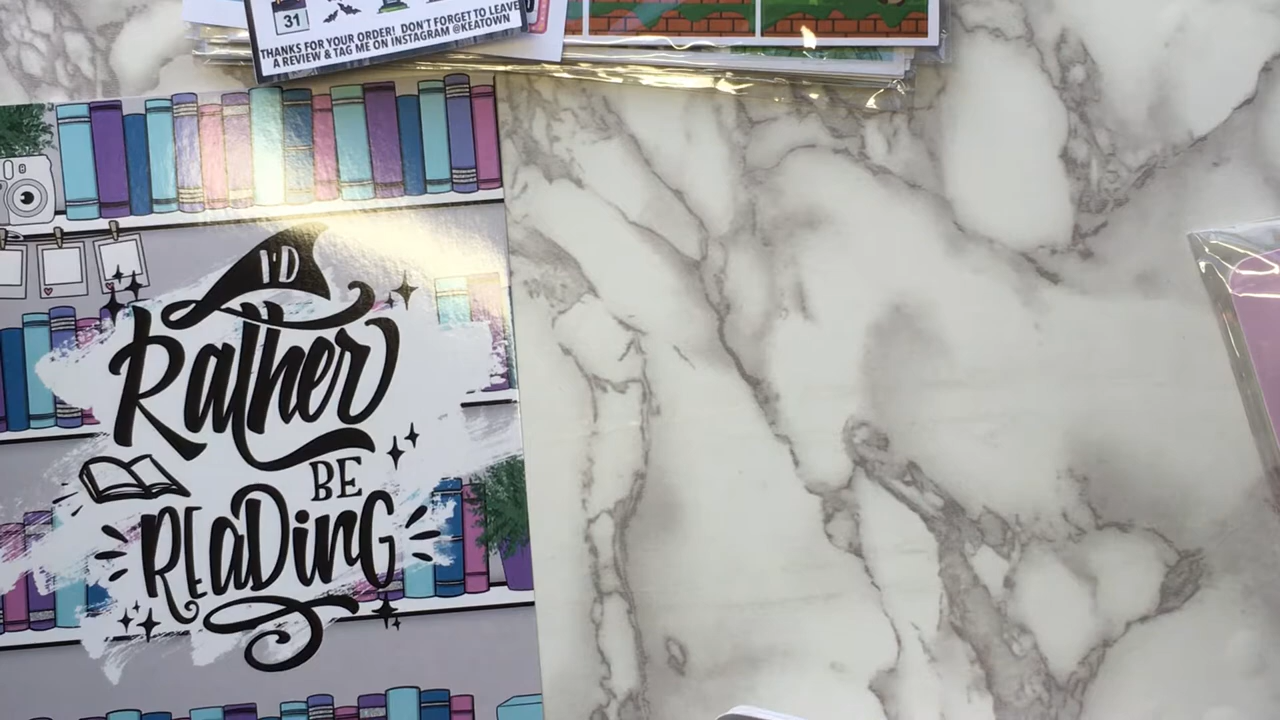 31
THANKS FOR YOUR ORDER! DON'T FORGET TO LEAVE
A REVIEW & TAG ME ON INSTAGRAM @KEATOWN
I'D
Rather
BE
READING